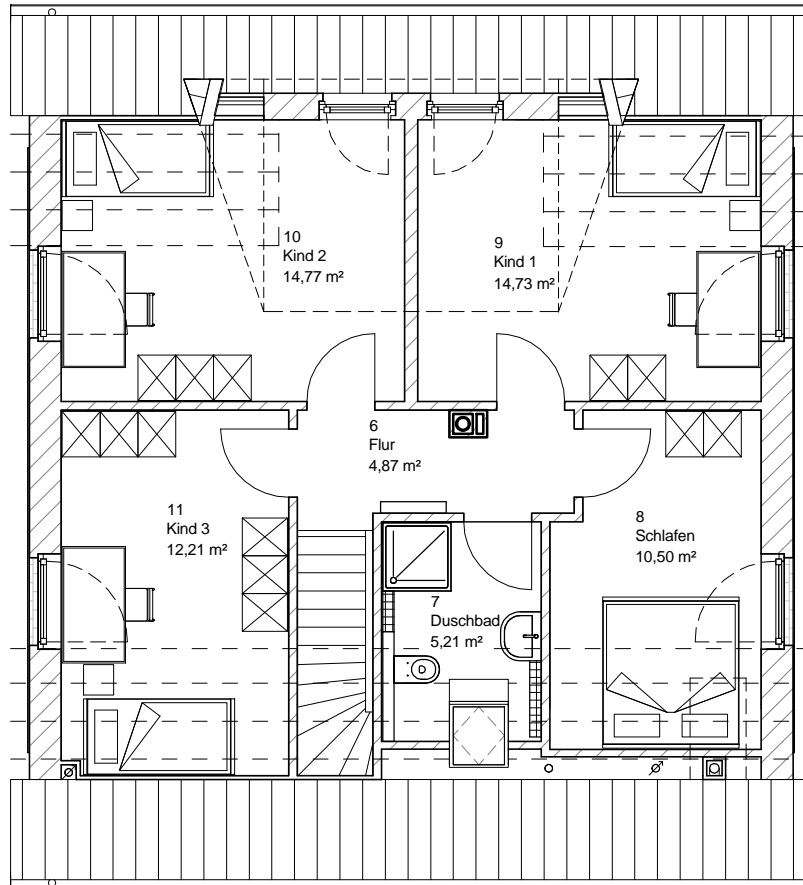 10
Kind 2
14,77 m²
9
Kind 1
14,73 m²
6
Flur
4,87 m²
11
Kind 3
12,21 m²
8
Schlafen
10,50 m²
7
Duschbad
5,21 m²